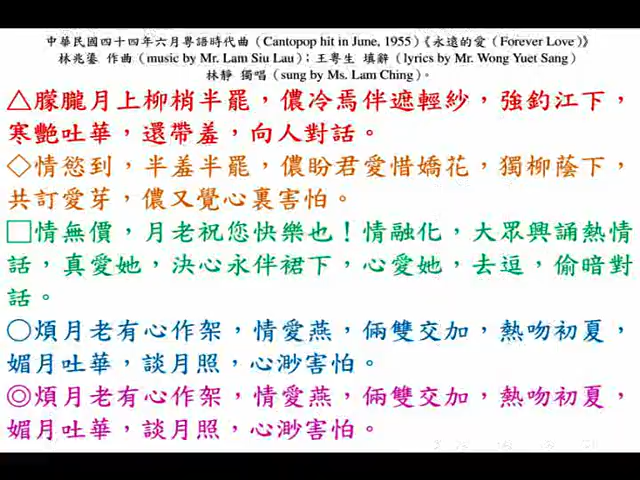 中華民國四十四年六月粵語時代曲（Cantopop hit in June, 1955）《永遠的愛（Forever Love）》
林兆鎏 作曲（music by Mr. Lam Siu Lau）；王粵生 填辭（lyrics by Mr. Wong Yuet Sang）
林靜 獨唱（sung by Ms. Lam Ching）。
△朦朧月上柳梢半罷，儂冷焉伴遮輕紗，強釣江下，
寒艷吐華，還帶羞，向人對話。
◇情慾到，半羞半罷，儂盼君愛惜嬌花，獨柳蔭下，
共訂愛芽，儂又覺心裏害怕。
□情無價，月老祝您快樂也！情融化，大眾興誦熱情
話，真愛她，決心永伴裙下，心愛她，去逗，偷暗對
話。
○煩月老有心作架，情愛燕，倆雙交加，熱吻初夏，
媚月吐華，談月照，心渺害怕。
◎煩月老有心作架，情愛燕，倆雙交加，熱吻初夏，
媚月吐華，談月照，心渺害怕。